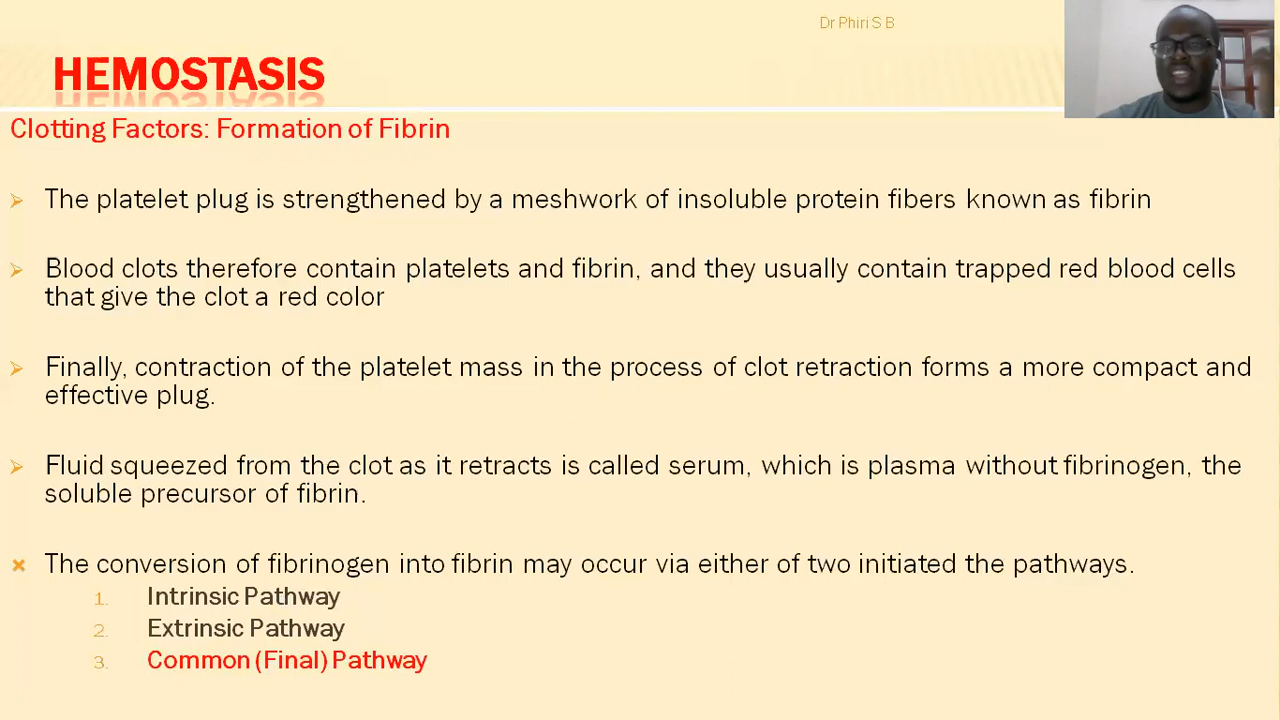 Dr Phiri S B
HEMOSTASIS
Clotting Factors: Formation of Fibrin
The platelet plug is strengthened by a meshwork of insoluble protein fibers known as fibrin
Blood clots therefore contain platelets and fibrin, and they usually contain trapped red blood cells
that give the clot a red color
Finally, contraction of the platelet mass in the process of clot retraction forms a more compact and
effective plug.
Fluid squeezed from the clot as it retracts is called serum, which is plasma without fibrinogen, the
soluble precursor of fibrin.
The conversion of fibrinogen into fibrin may occur via either of two initiated the pathways.
1. Intrinsic Pathway
2. Extrinsic Pathway
3. Common (Final) Pathway